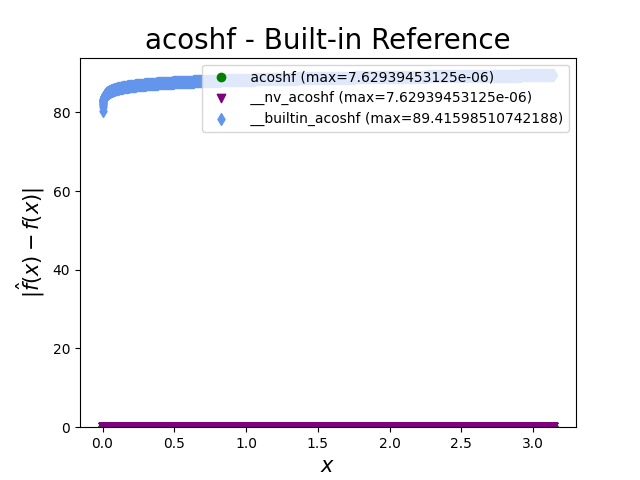 acoshf - Built-in Reference
acoshf (max=7.62939453125e-06)
__nv_acoshf (max=7.62939453125e-06)
__builtin_acoshf (max=89.41598510742188)
|f̂(x) − f(x)|
80
60
40
20
0
0.0 0.5 1.0 1.5 2.0 2.5 3.0
x